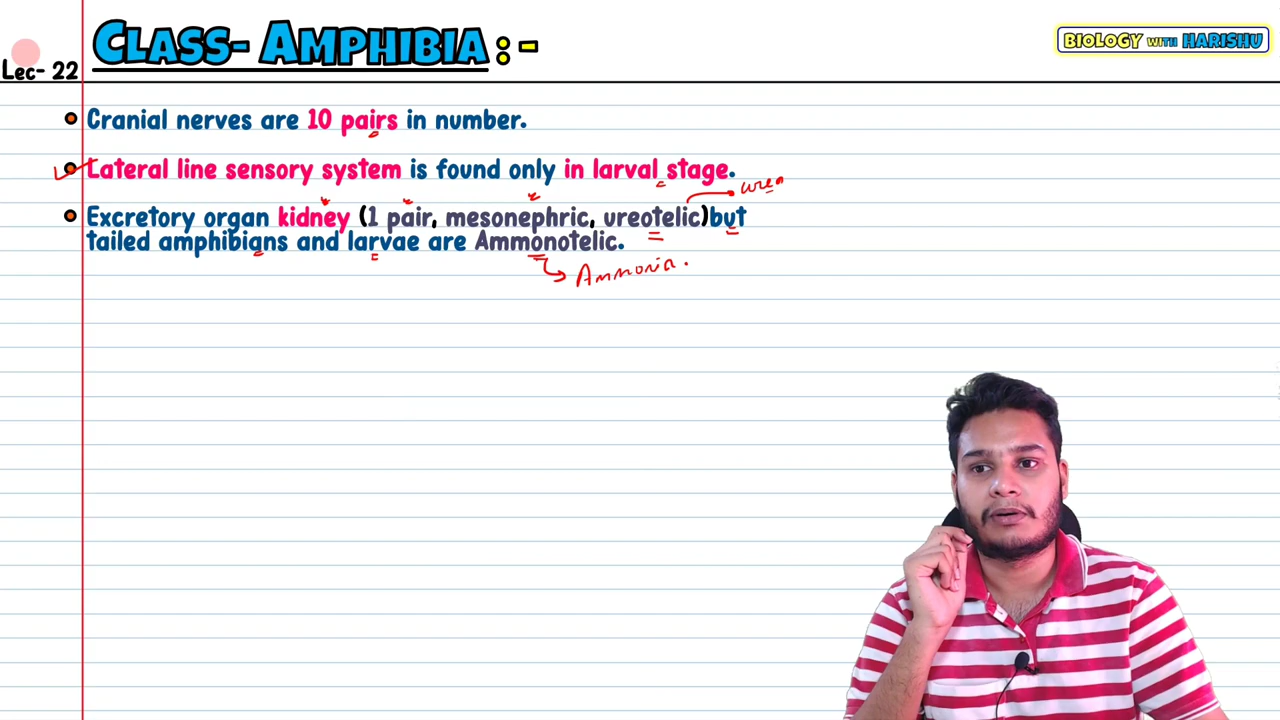 CLASS- AMPHIBIA :-
BIOLOGY WITH HARISHU
Lec- 22
Cranial nerves are 10 pairs in number.
Lateral line sensory system is found only in larval stage.
urea
Excretory organ kidney (1 pair, mesonephric, ureotelic)but
tailed amphibians and larvae are Ammonotelic.
Ammonia.